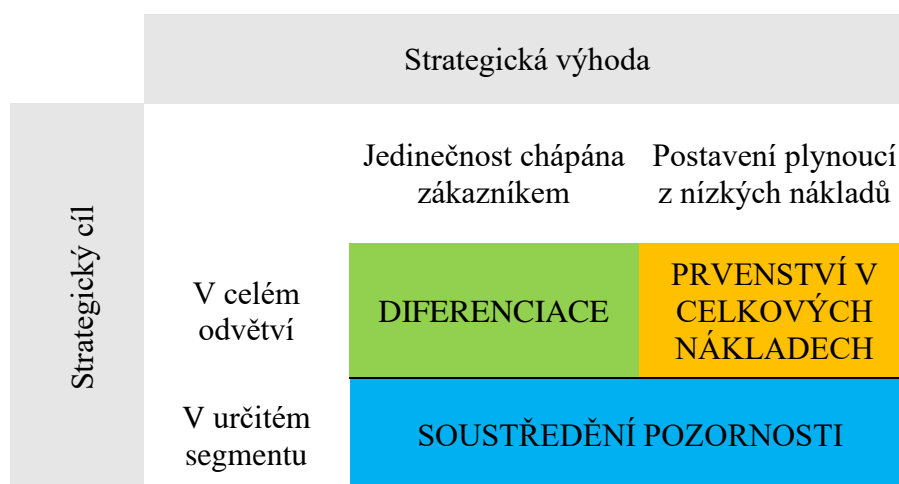 Strategická výhoda
Jedinečnost chápána
zákazníkem
Postavení plynoucí
z nízkých nákladů
Strategický cíl
V celém
odvětví
DIFERENCIACE
PRVENSTVÍ V
CELKOVÝCH
NÁKLADECH
V určitém
segmentu
SOUSTŘEDĚNÍ POZORNOSTI